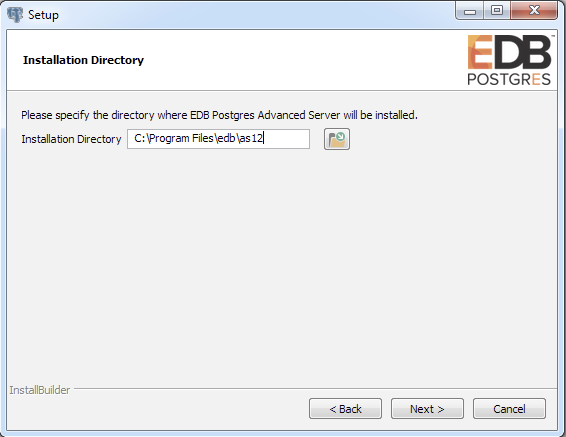 Setup
Installation Directory
EDB
POSTGRES
Please specify the directory where EDB Postgres Advanced Server will be installed.
Installation Directory C:\Program Files\edb\as12
InstallBuilder
< Back Next > Cancel